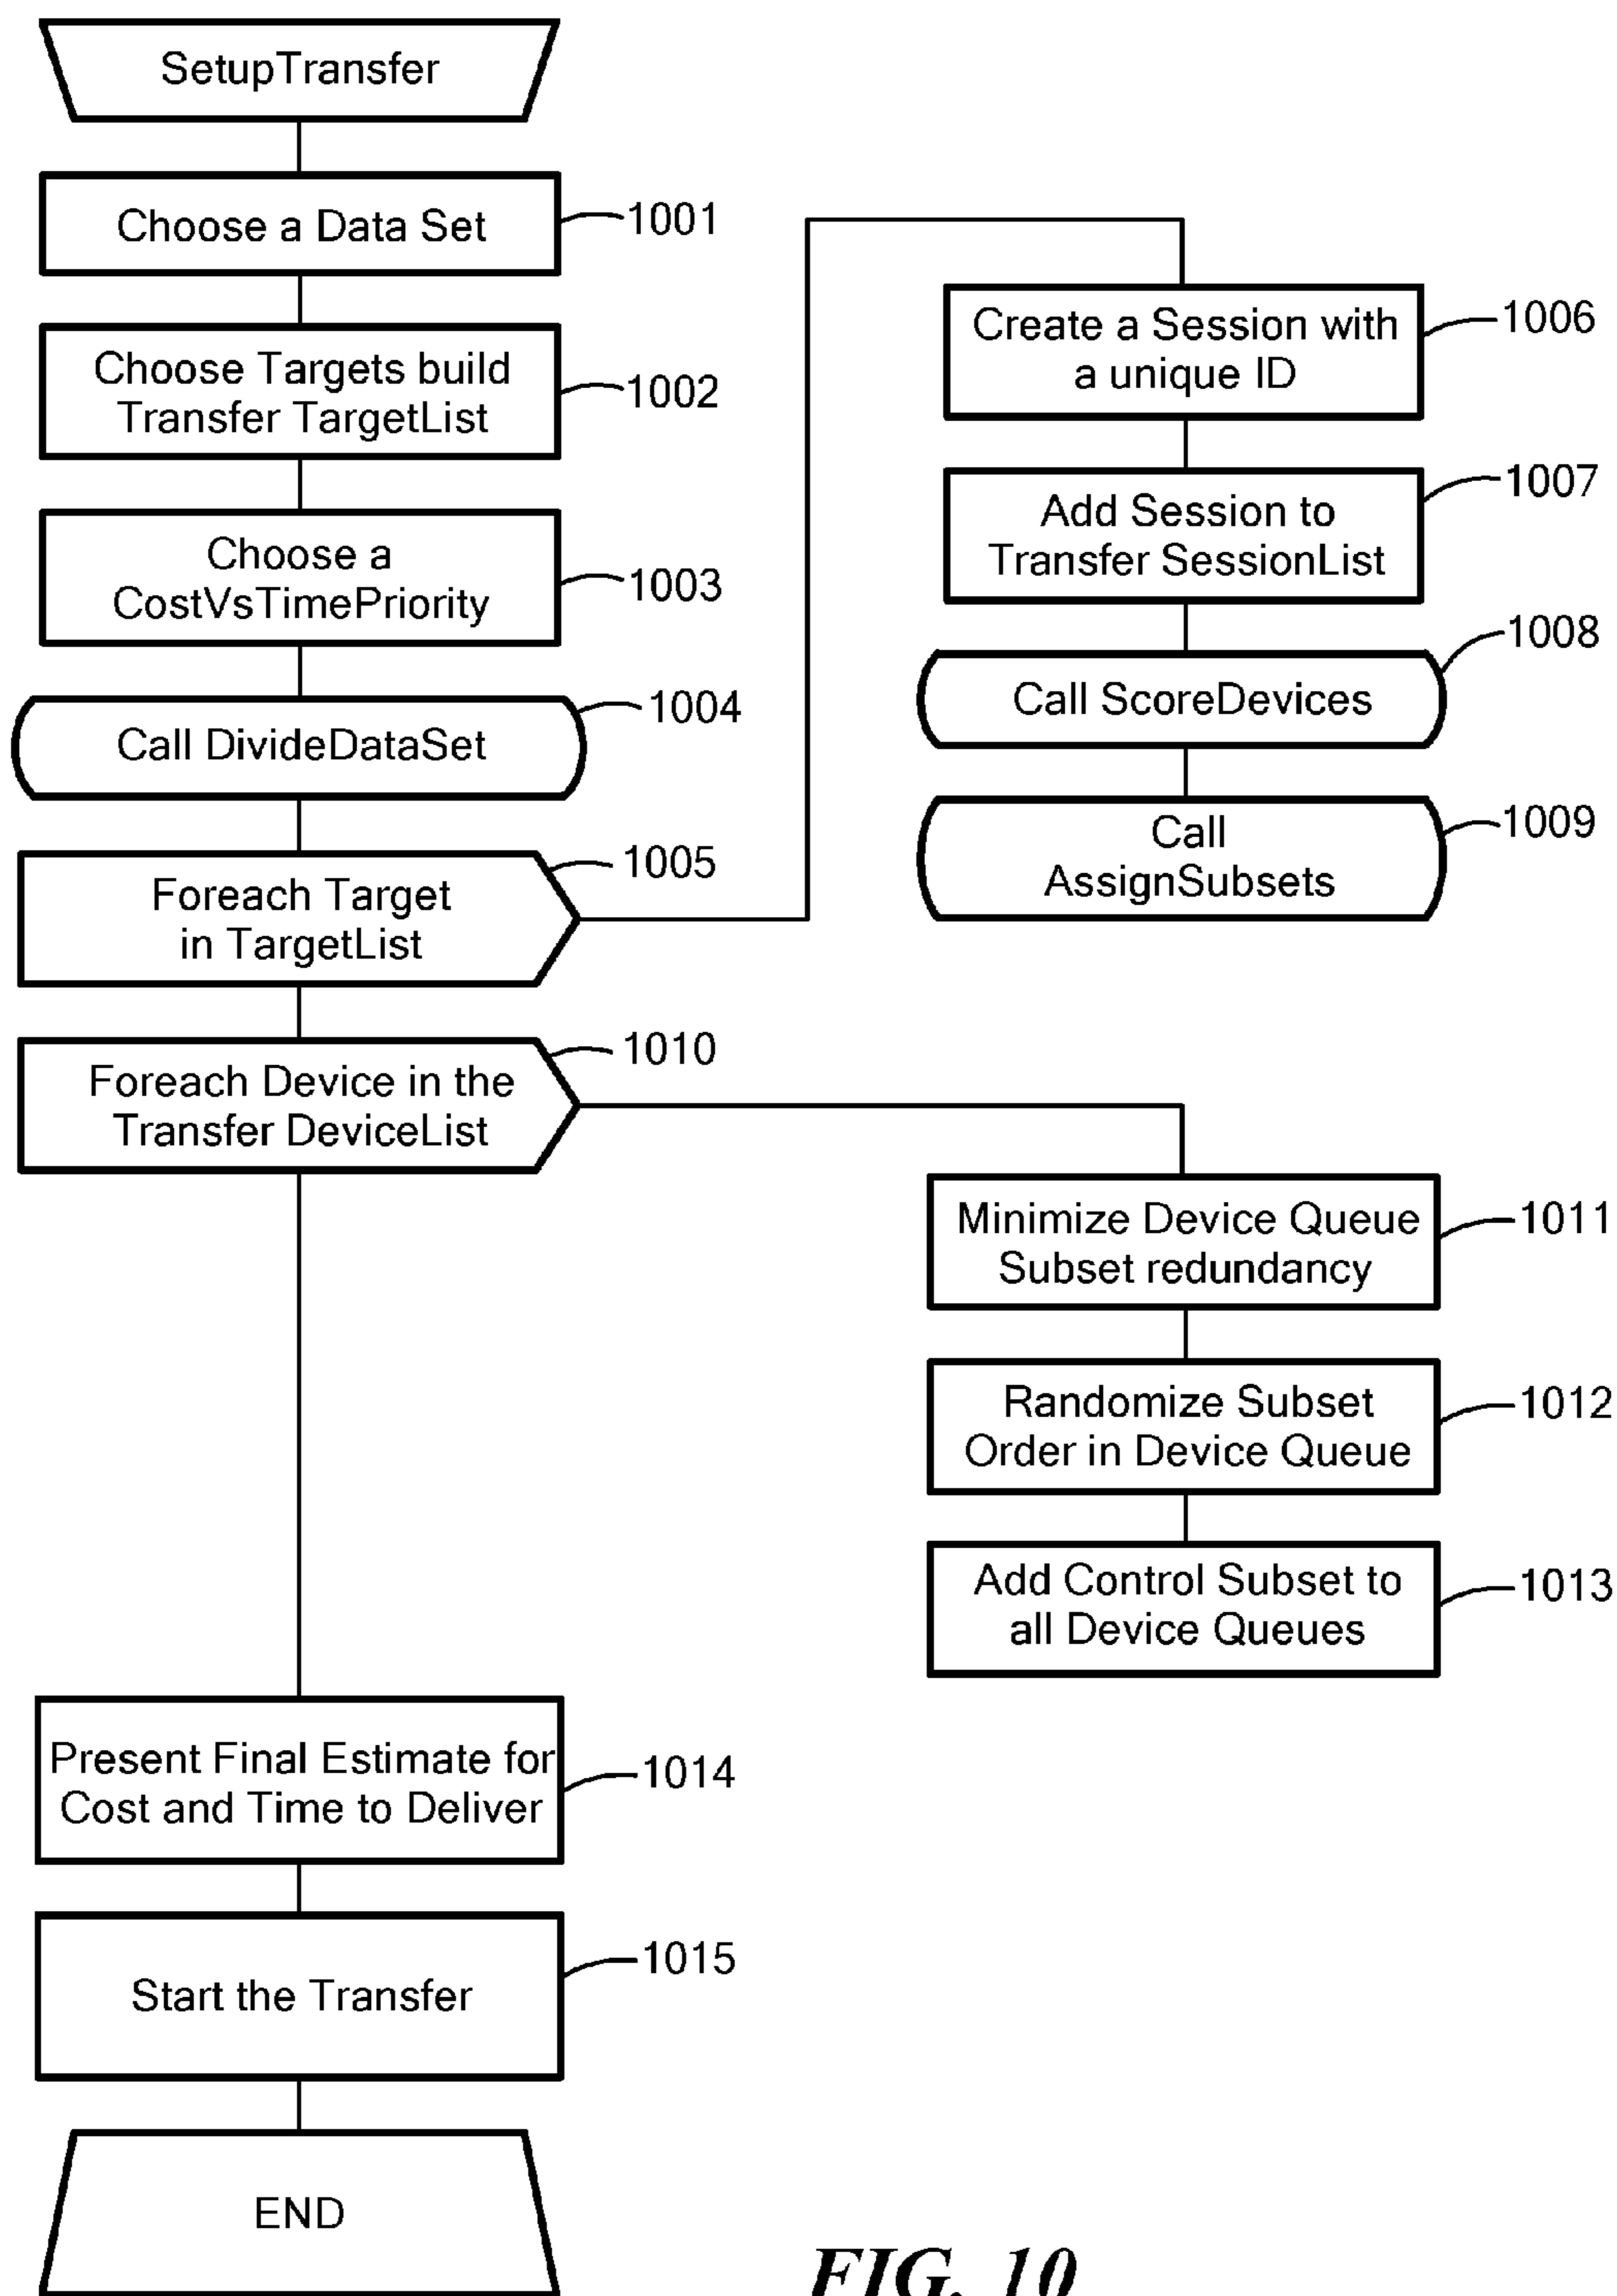 SetupTransfer
Choose a Data Set
1001
Choose Targets build
Transfer TargetList
1002
Choose a
CostVsTimePriority
1003
Call DivideDataSet
1004
Foreach Target
in TargetList
1005
Create a Session with
a unique ID
1006
Add Session to
Transfer SessionList
1007
Call ScoreDevices
1008
Call
AssignSubsets
1009
Foreach Device in the
Transfer DeviceList
1010
Minimize Device Queue
Subset redundancy
1011
Randomize Subset
Order in Device Queue
1012
Add Control Subset to
all Device Queues
1013
Present Final Estimate for
Cost and Time to Deliver
1014
Start the Transfer
1015
END
FIG. 10